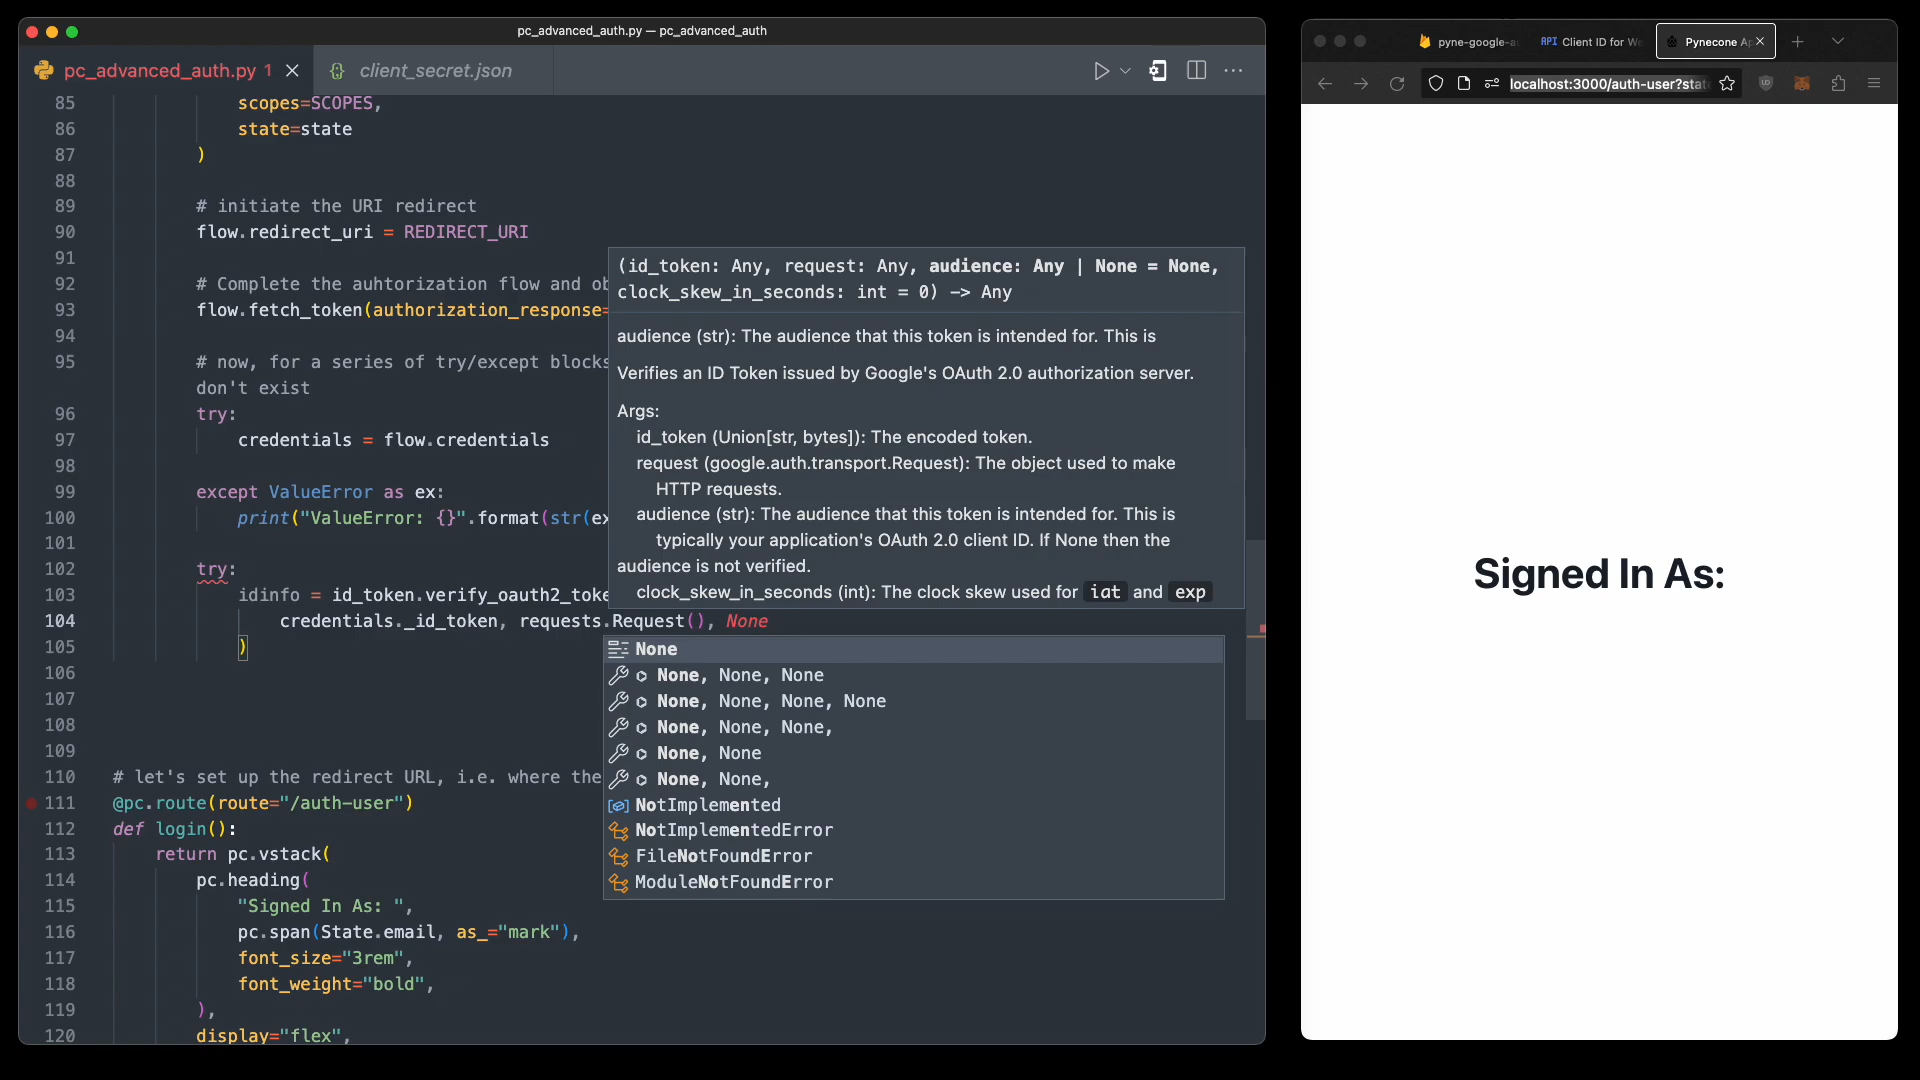 pc_advanced_auth.py — pc_advanced_auth
pc_advanced_auth.py 1
client_secret.json
85 scopes=SCOPES,
86 state=state
87 )
88
89 # initiate the URI redirect
90 flow.redirect_uri = REDIRECT_URI
91
92 # Complete the auhtorization flow and ob
93 flow.fetch_token(authorization_response=
94
95 # now, for a series of try/except blocks
don't exist
96 try:
97 credentials = flow.credentials
98
99 except ValueError as ex:
100 print("ValueError: {}".format(str(ex
101
102 try:
103 idinfo = id_token.verify_oauth2_toke
104 credentials._id_token, requests.Request(), None
105 )
106
107
108
109
110 # let's set up the redirect URL, i.e. where the
111 @pc.route(route="/auth-user")
112 def login():
113 return pc.vstack(
114 pc.heading(
115 "Signed In As: ",
116 pc.span(State.email, as_="mark"),
117 font_size="3rem",
118 font_weight="bold",
119 ),
120 display="flex",
(id_token: Any, request: Any, audience: Any | None = None,
clock_skew_in_seconds: int = 0) -> Any
audience (str): The audience that this token is intended for. This is
Verifies an ID Token issued by Google's OAuth 2.0 authorization server.
Args:
id_token (Union[str, bytes]): The encoded token.
request (google.auth.transport.Request): The object used to make
HTTP requests.
audience (str): The audience that this token is intended for. This is
typically your application's OAuth 2.0 client ID. If None then the
audience is not verified.
clock_skew_in_seconds (int): The clock skew used for iat and exp
None
None, None, None
None, None, None, None
None, None, None,
None, None
None, None,
NotImplemented
NotImplementedError
FileNotFoundError
ModuleNotFoundError
pyne-google-a
API Client ID for We
Pynecone Ap
localhost:3000/auth-user?stat
Signed In As: